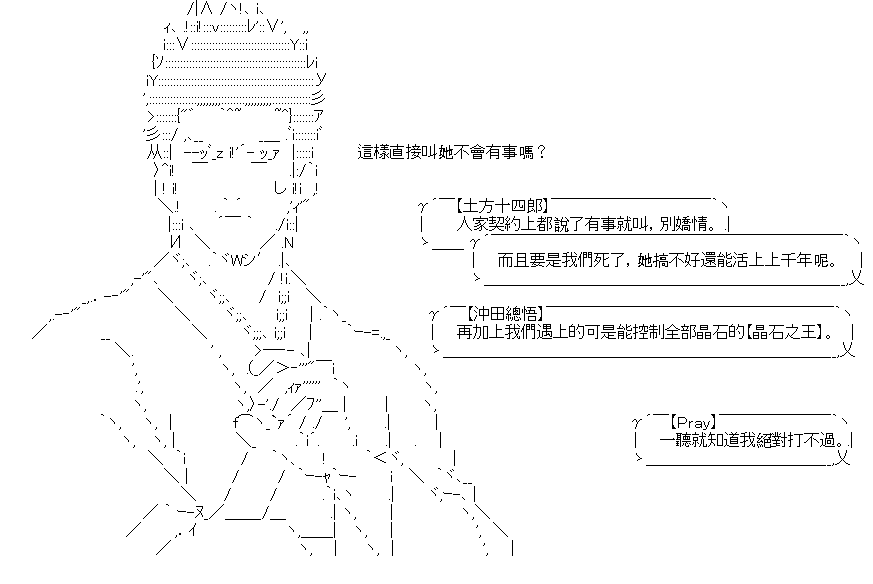 這樣直接叫她不會有事嗎？
【土方十四郎】
人家契約上都說了有事就叫，別嬌情。
而且要是我們死了，她搞不好還能活上上千年呢。
【沖田總悟】
再加上我們遇上的可是能控制全部晶石的【晶石之王】。
【Pray】
一聽就知道我絕對打不過。